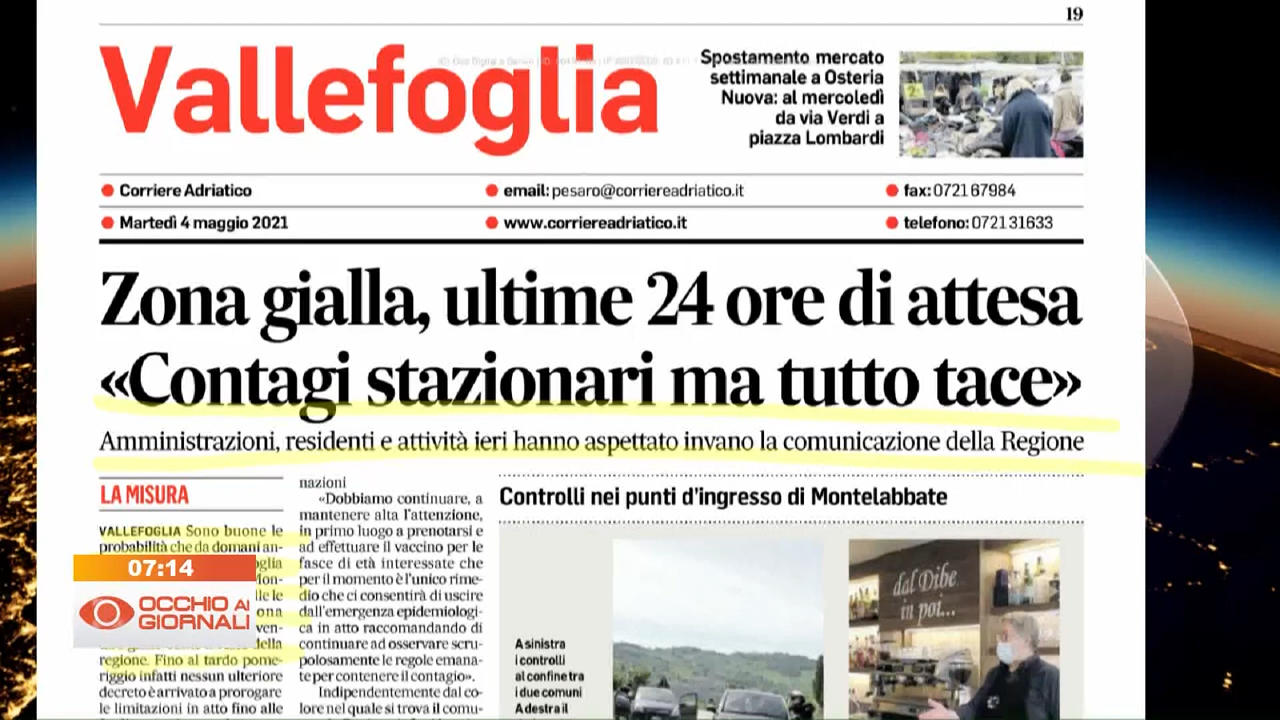 19
Vallefoglia
Spostamento mercato
settimanale a Osteria
Nuova: al mercoledì
da via Verdi a
piazza Lombardi
Corriere Adriatico
email: pesaro@corriereadriatico.it
fax: 0721 67984
Martedì 4 maggio 2021
www.corriereadriatico.it
telefono: 0721 31633
Zona gialla, ultime 24 ore di attesa
«Contagi stazionari ma tutto tace»
Amministrazioni, residenti e attività ieri hanno aspettato invano la comunicazione della Regione
LA MISURA
VALLEFOGLIA Sono buone le
probabilità che da domani an-
oglia
lle le
ona
ven-
della
regione. Fino al tardo pome-
riggio infatti nessun ulteriore
decreto è arrivato a prorogare
le limitazioni in atto fino alle
nazioni
«Dobbiamo continuare, a
mantenere alta l'attenzione,
in primo luogo a prenotarsi e
ad effettuare il vaccino per le
fasce di età interessate che
per il momento è l'unico rime-
dio che ci consentirà di uscire
dall'emergenza epidemiologi-
ca in atto raccomandando di
continuare ad osservare scru-
polosamente le regole emana-
te per contenere il contagio».
Indipendentemente dal co-
lore nel quale si trova il comu-
Controlli nei punti d'ingresso di Montelabbate
A sinistra
i controlli
al confine tra
i due comuni
A destra il
dal Dibe
in poi...
07:14
OCCHIO AI
GIORNALI